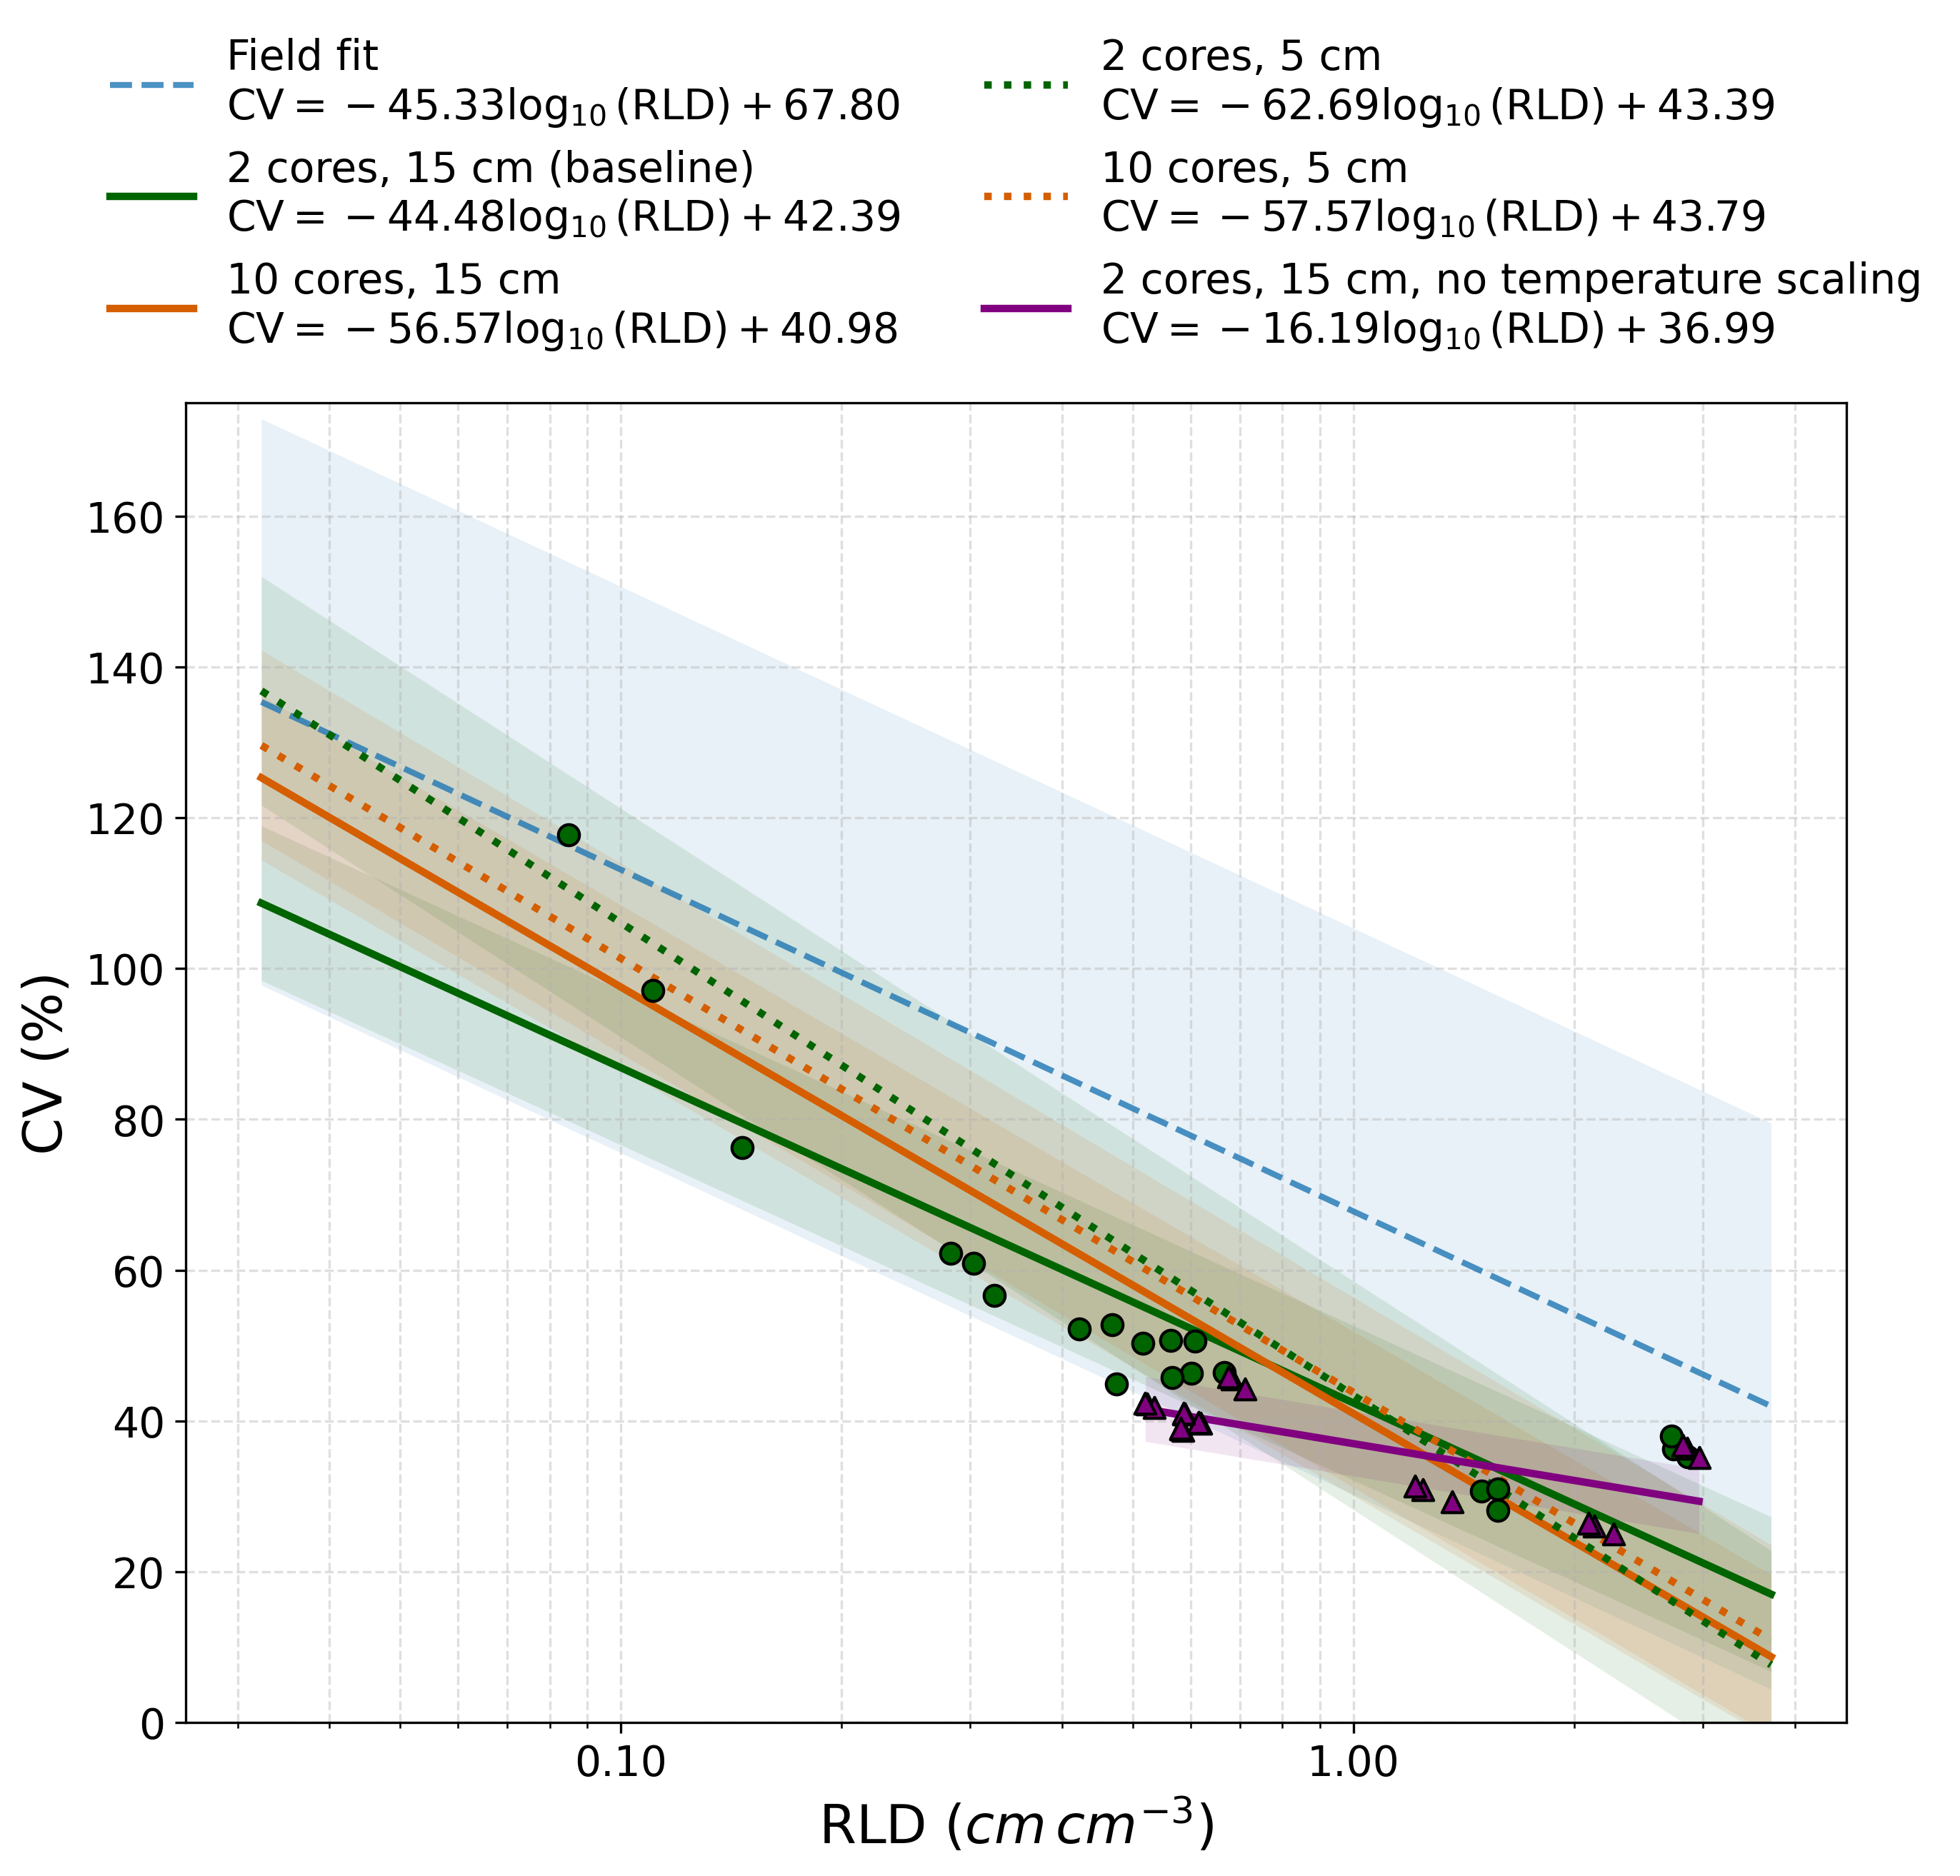 Field fit
CV = −45.33log₁₀(RLD) + 67.80
2 cores, 15 cm (baseline)
CV = −44.48log₁₀(RLD) + 42.39
10 cores, 15 cm
CV = −56.57log₁₀(RLD) + 40.98
2 cores, 5 cm
CV = −62.69log₁₀(RLD) + 43.39
10 cores, 5 cm
CV = −57.57log₁₀(RLD) + 43.79
2 cores, 15 cm, no temperature scaling
CV = −16.19log₁₀(RLD) + 36.99
CV (%)
160
140
120
100
80
60
40
20
0
0.10 1.00
RLD (cm cm⁻³)